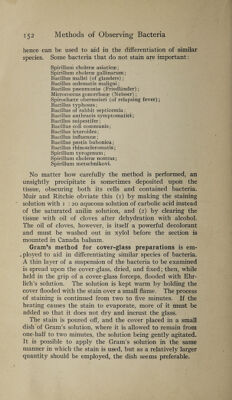 152 Methods of Observing Bacteria
hence can be used to aid in the differentiation of similar
species. Some bacteria that do not stain are important:
Spirillum choleræ asiaticæ;
Spirillum choleræ gallinarum;
Bacillus mallei (of glanders);
Bacillus œdematis maligni;
Bacillus pneumoniæ (Friedländer);
Micrococcus gonorrhœæ (Neisser);
Spirochætæ obermeieri (of relapsing fever);
Bacillus typhosus;
Bacillus of rabbit septicemia;
Bacillus anthracis symptomatici;
Bacillus suipestifer;
Bacillus coli communis;
Bacillus icteroides;
Bacillus influenzæ;
Bacillus pestis bubonica;
Bacillus rhinoscleromatis;
Spirillum tyrogenum;
Spirillum choleræ nostras;
Spirillum metschnikovi.
No matter how carefully the method is performed, an
unsightly precipitate is sometimes deposited upon the
tissue, obscuring both its cells and contained bacteria.
Muir and Ritchie obviate this (1) by making the staining
solution with 1 : 20 aqueous solution of carbolic acid instead
of the saturated anilin solution, and (2) by clearing the
tissue with oil of cloves after dehydration with alcohol.
The oil of cloves, however, is itself a powerful decolorant
and must be washed out in xylol before the section is
mounted in Canada balsam.
Gram's method for cover-glass preparations is em-
ployed to aid in differentiating similar species of bacteria.
A thin layer of a suspension of the bacteria to be examined
is spread upon the cover-glass, dried, and fixed; then, while
held in the grip of a cover-glass forceps, flooded with Ehr-
lich's solution. The solution is kept warm by holding the
cover flooded with the stain over a small flame. The process
of staining is continued from two to five minutes. If the
heating causes the stain to evaporate, more of it must be
added so that it does not dry and incrust the glass.
The stain is poured off, and the cover placed in a small
dish of Gram's solution, where it is allowed to remain from
one-half to two minutes, the solution being gently agitated.
It is possible to apply the Gram's solution in the same
manner in which the stain is used, but as a relatively larger
quantity should be employed, the dish seems preferable.